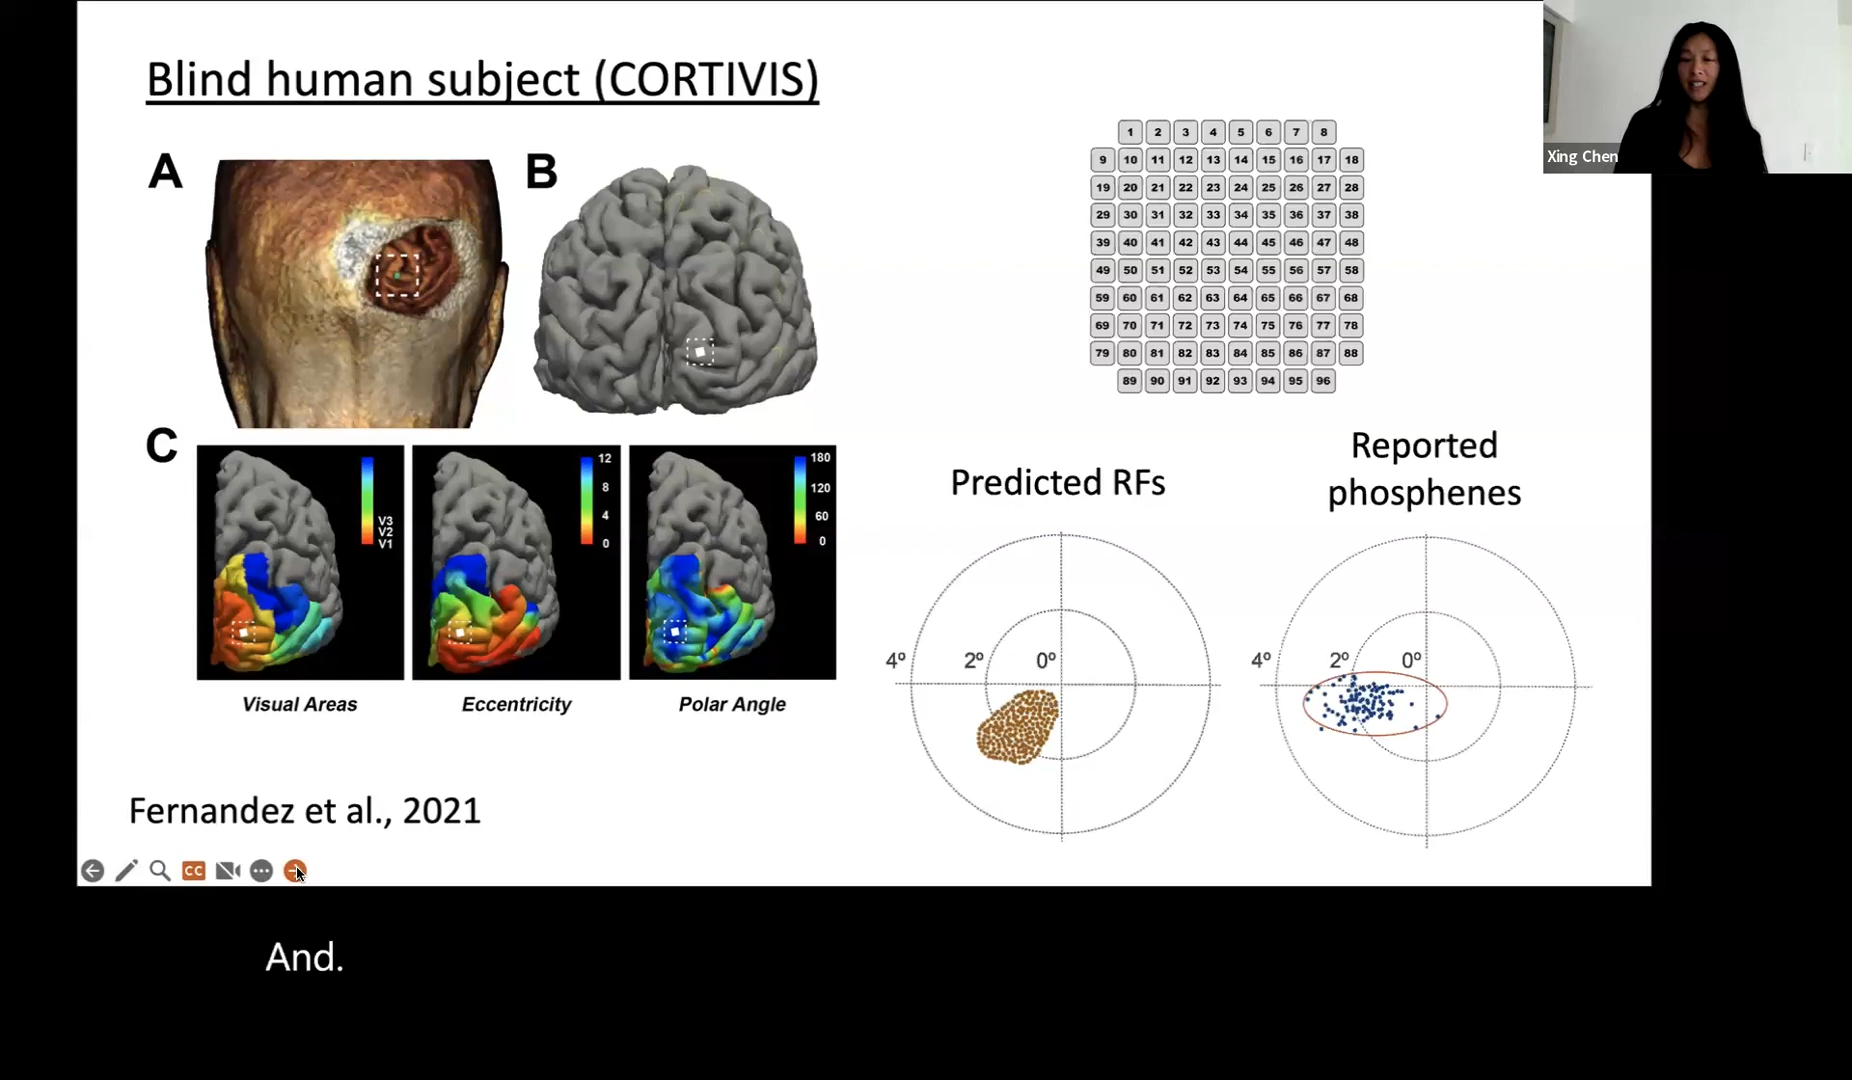 Blind human subject (CORTIVIS)
Xing Chen
A
B
1 2 3 4 5 6 7 8
9 10 11 12 13 14 15 16 17 18
19 20 21 22 23 24 25 26 27 28
29 30 31 32 33 34 35 36 37 38
39 40 41 42 43 44 45 46 47 48
49 50 51 52 53 54 55 56 57 58
59 60 61 62 63 64 65 66 67 68
69 70 71 72 73 74 75 76 77 78
79 80 81 82 83 84 85 86 87 88
89 90 91 92 93 94 95 96
C
V3
V2
V1
12
8
4
0
180
120
60
0
Visual Areas
Eccentricity
Polar Angle
Predicted RFs
4º 2º 0º
Reported
phosphenes
4º 2º 0º
Fernandez et al., 2021
CC
And.